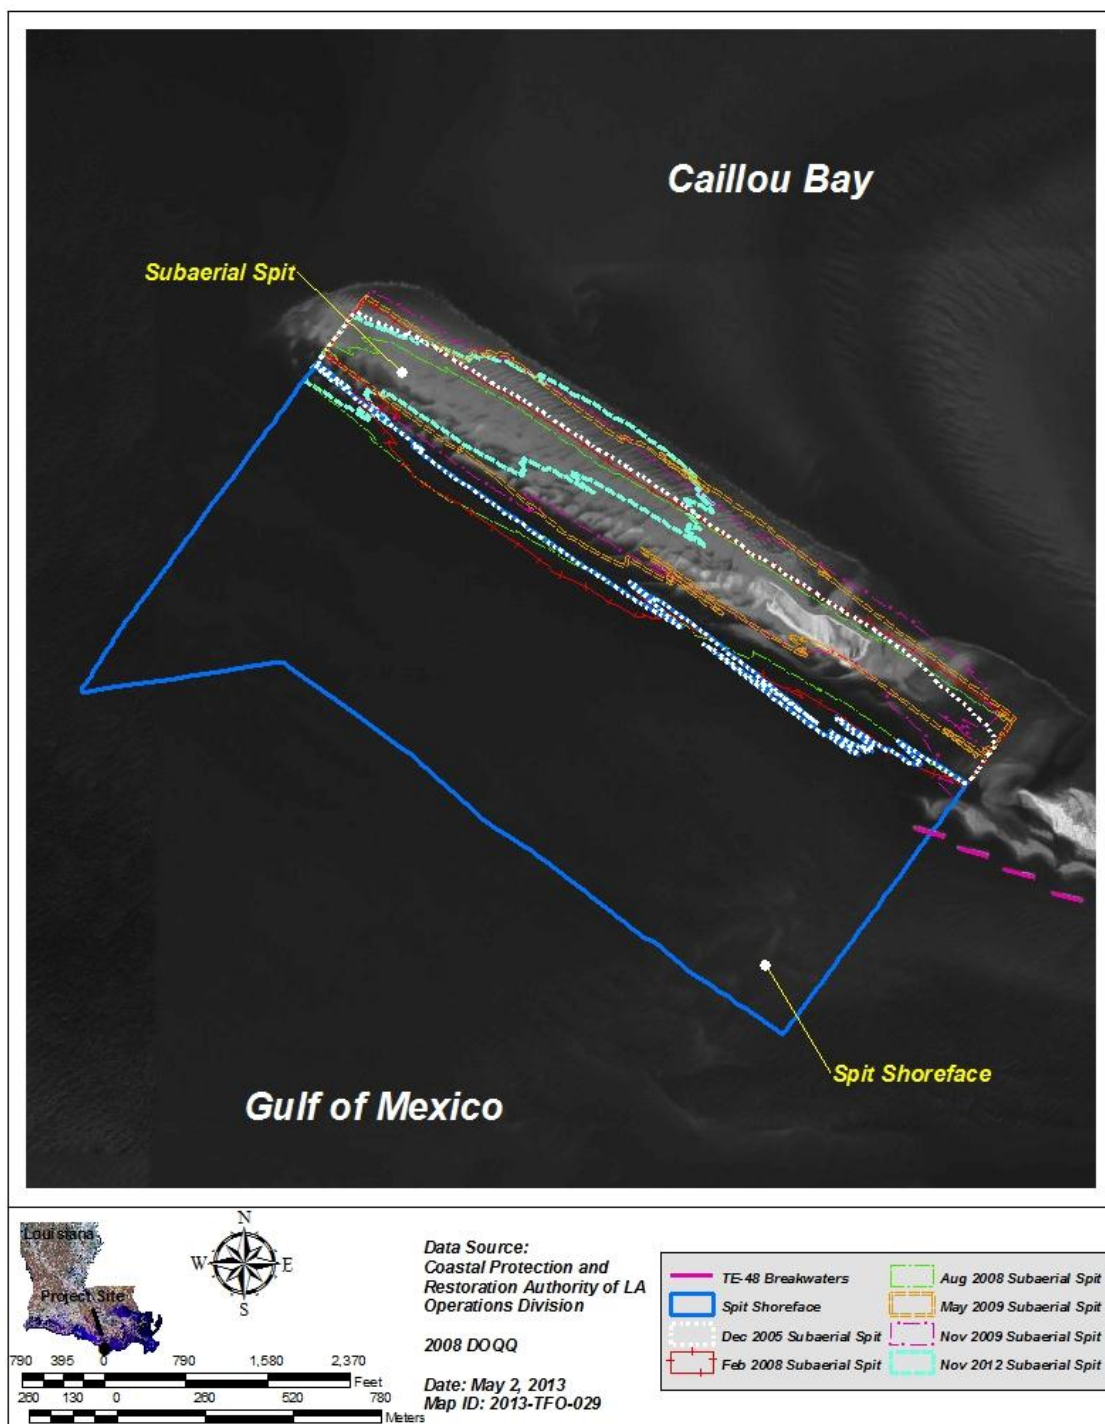 Caillou Bay
Subaerial Spit
Spit Shoreface
Gulf of Mexico
Louisiana
Project Site
N
W E
S
790 395 0 790 1,580 2,370
Feet
260 130 0 260 520 780
Meters
Data Source:
Coastal Protection and
Restoration Authority of LA
Operations Division
2008 DOQQ
Date: May 2, 2013
Map ID: 2013-TFO-029
TE-48 Breakwaters
Spit Shoreface
Dec 2005 Subaerial Spit
Feb 2008 Subaerial Spit
Aug 2008 Subaerial Spit
May 2009 Subaerial Spit
Nov 2009 Subaerial Spit
Nov 2012 Subaerial Spit